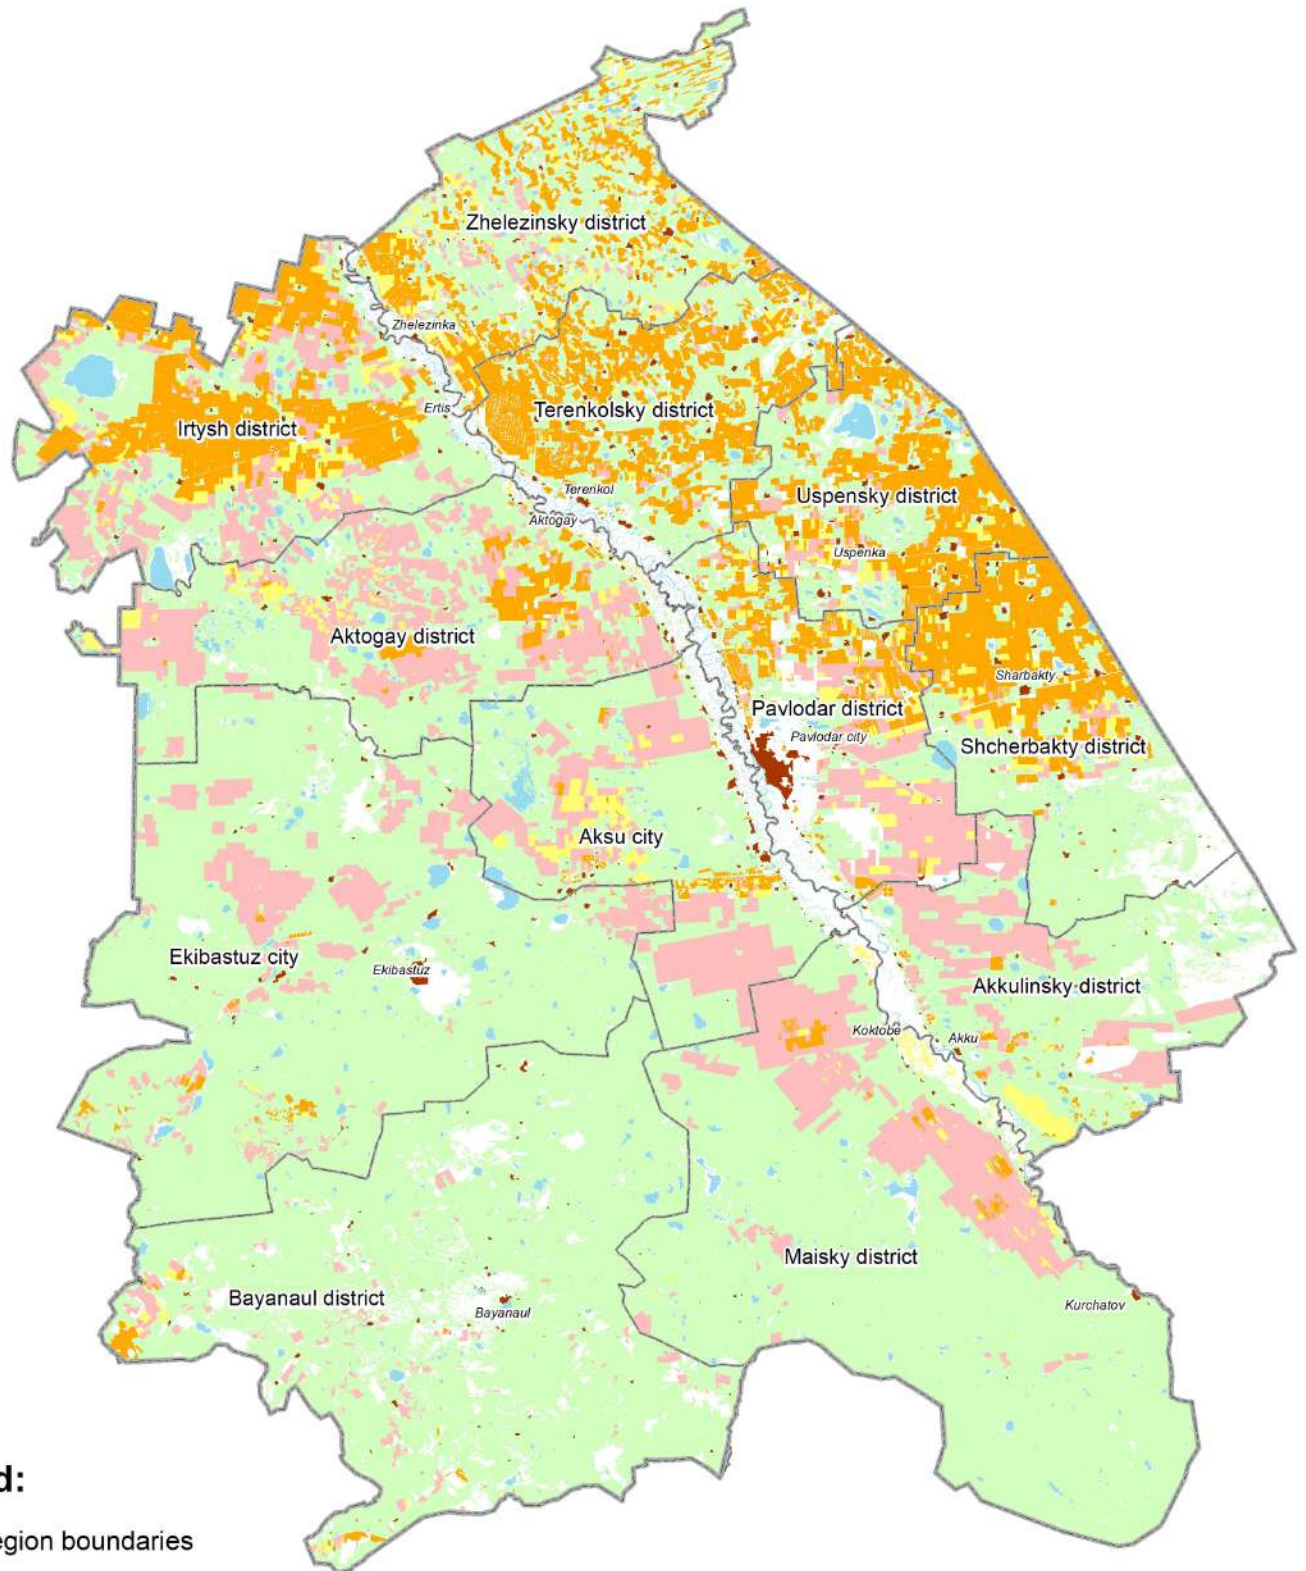 Zhelezinsky district
Zhelezinka
Ertis
Terenkolsky district
Irtysh district
Terenkol
Aktogay
Uspensky district
Uspenka
Aktogay district
Sharbakty
Pavlodar district
Pavlodar city
Shcherbakty district
Aksu city
Ekibastuz city
Ekibastuz
Akkulinsky district
Koktobe
Akku
Maisky district
Bayanaul district
Bayanaul
Kurchatov
d:
egion boundaries